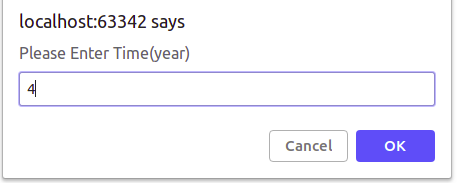 localhost:63342 says
Please Enter Time(year)
4
Cancel OK